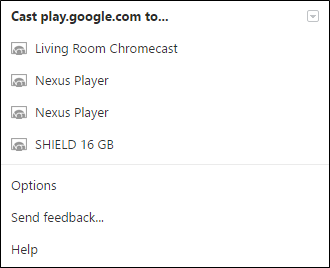 Cast play.google.com to...
Living Room Chromecast
Nexus Player
Nexus Player
SHIELD 16 GB
Options
Send feedback...
Help